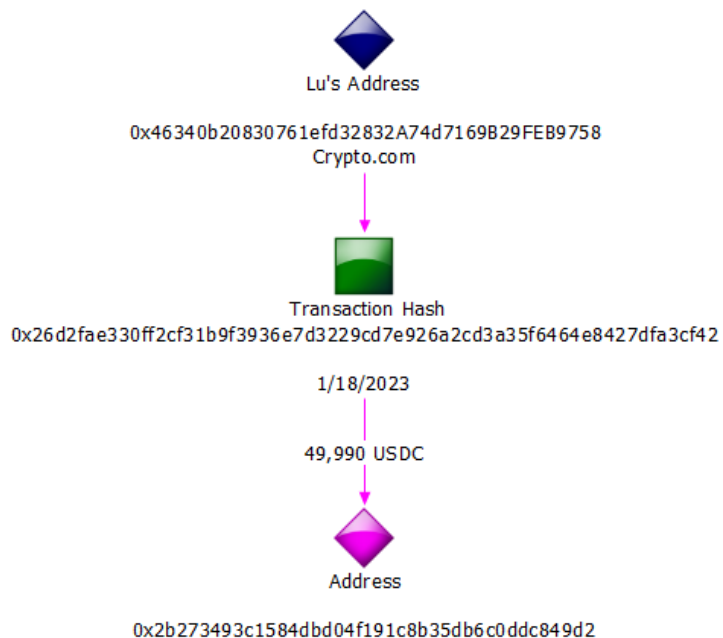 Lu's Address
0x46340b20830761efd32832A74d7169B29FEB9758
Crypto.com
Transaction Hash
0x26d2fae330ff2cf31b9f3936e7d3229cd7e926a2cd3a35f6464e8427dfa3cf42
1/18/2023
49,990 USDC
Address
0x2b273493c1584dbd04f191c8b35db6c0ddc849d2